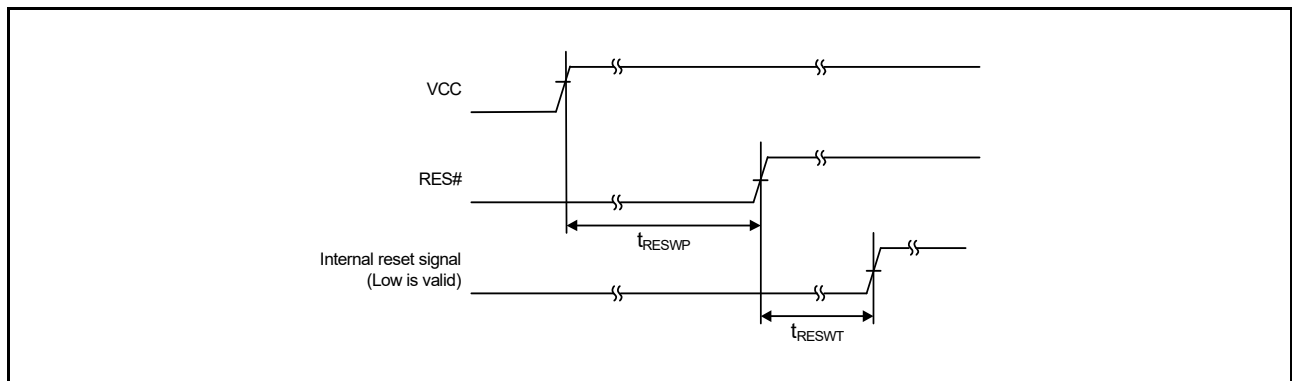 VCC
RES#
tRESWP
Internal reset signal
(Low is valid)
tRESWT